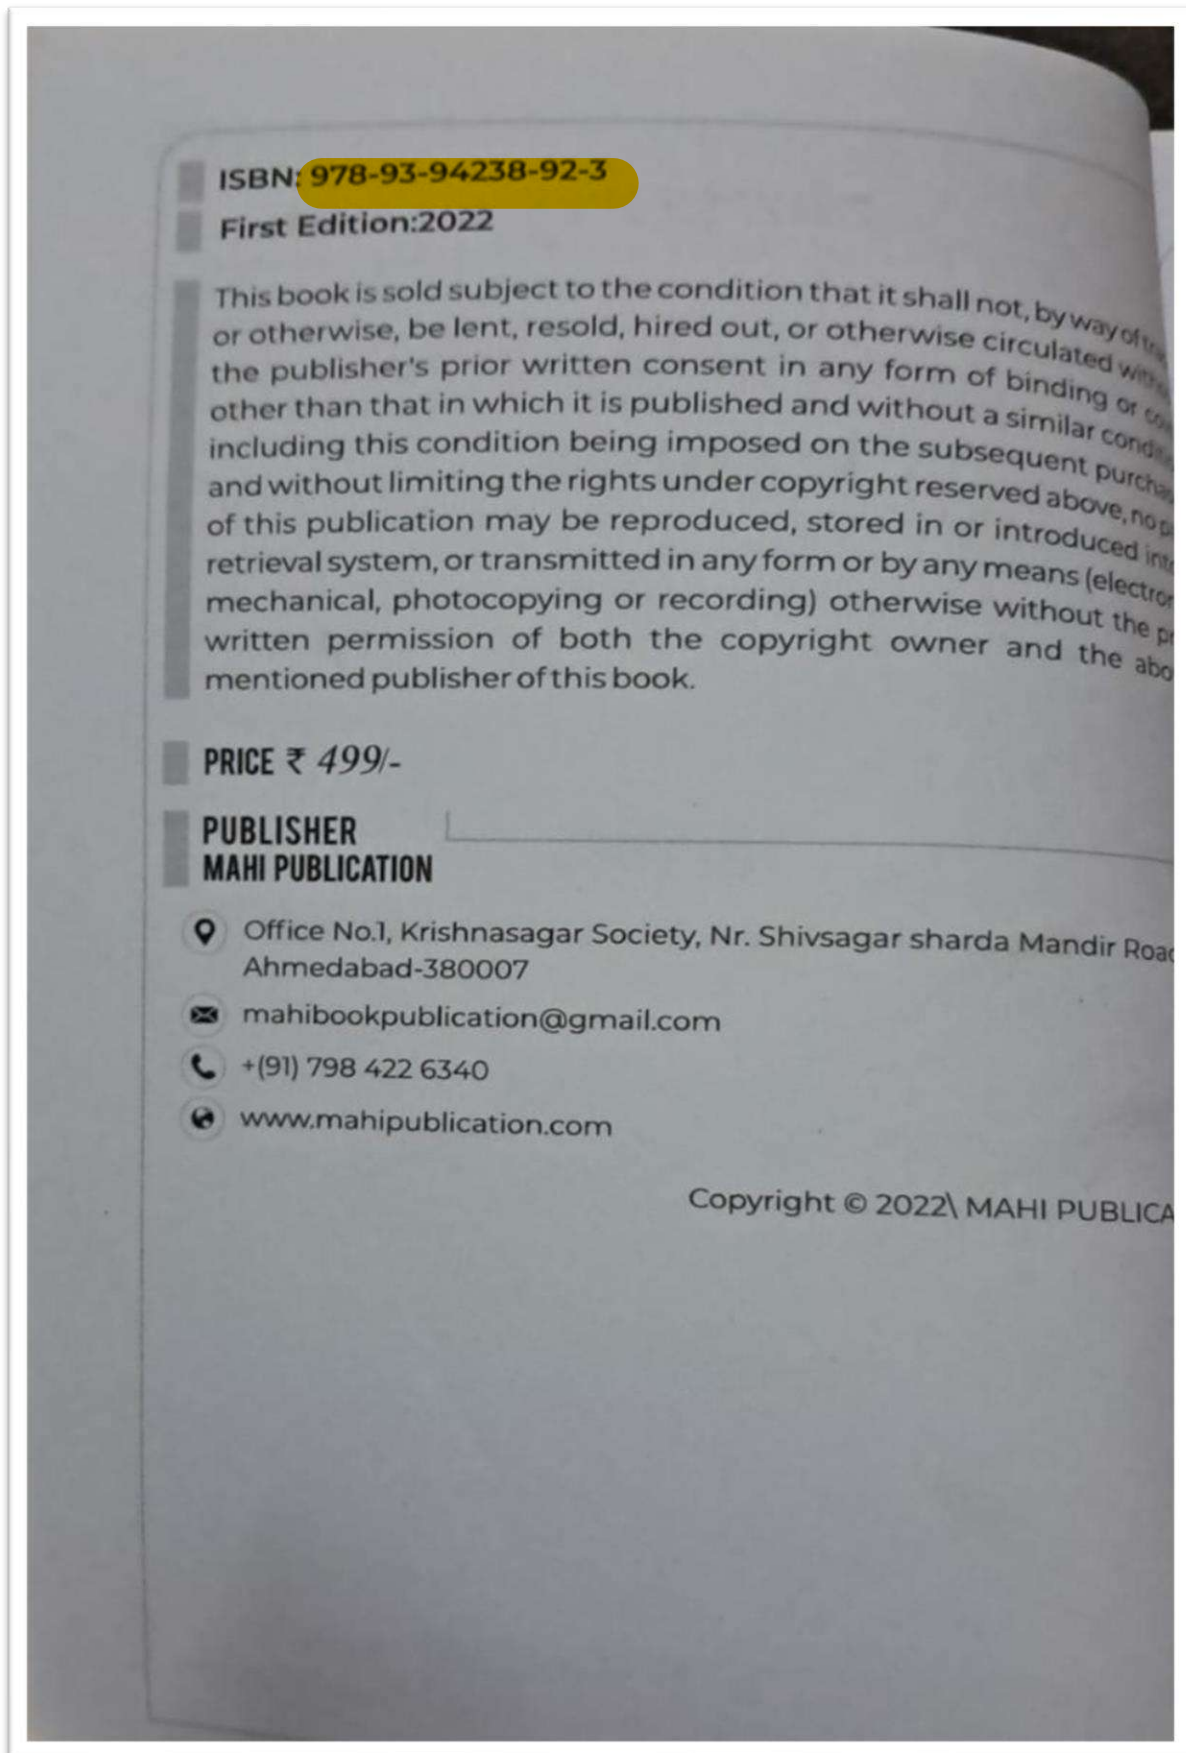 ISBN: 978-93-94238-92-3
First Edition:2022
This book is sold subject to the condition that it shall not, by way of
or otherwise, be lent, resold, hired out, or otherwise circulated
the publisher's prior written consent in any form of binding or
other than that in which it is published and without a similar
including this condition being imposed on the subsequent
and without limiting the rights under copyright reserved above, no
of this publication may be reproduced, stored in or introduced
retrieval system, or transmitted in any form or by any means
mechanical, photocopying or recording) otherwise without the
written permission of both the copyright owner and the
mentioned publisher of this book.
PRICE ₹ 499/-
PUBLISHER
MAHI PUBLICATION
Office No.1, Krishnasagar Society, Nr. Shivsagar sharda Mandir
Ahmedabad-380007
mahibookpublication@gmail.com
+(91) 798 422 6340
www.mahipublication.com
Copyright © 2022\ MAHI